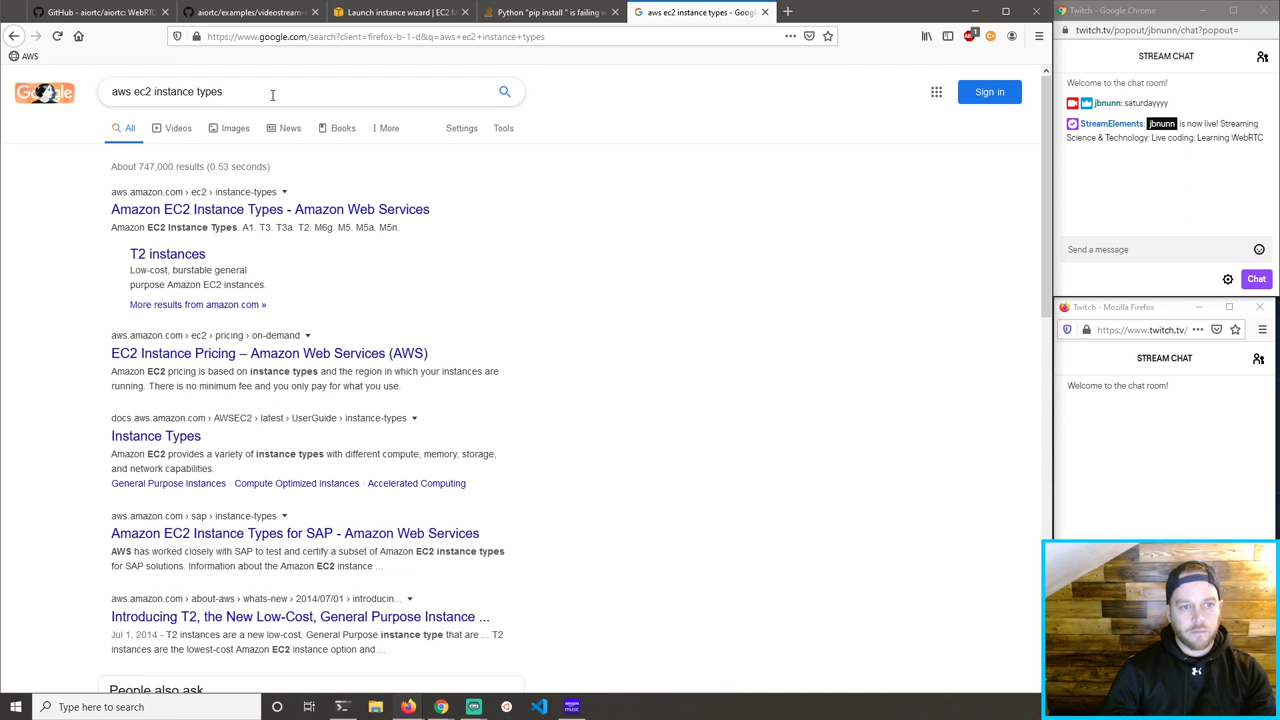 GitHub - aiortc/aiortc: WebRTC
aiortc/examples/videostream-
Launch instance wizard | EC2 M
Python "pip install " is failing w
aws ec2 instance types - Goog
https://www.google.com/search?client=firefox-b-1-d&q=aws+ec2+instance+types
AWS
Google
aws ec2 instance types
Sign in
All
Videos
Images
News
Books
More
Settings
Tools
About 747,000 results (0.53 seconds)
aws.amazon.com › ec2 › instance-types
Amazon EC2 Instance Types - Amazon Web Services
Amazon EC2 Instance Types. A1. T3. T3a. T2. M6g. M5. M5a. M5n.
T2 instances
Low-cost, burstable general
purpose Amazon EC2 instances.
More results from amazon.com »
aws.amazon.com › ec2 › pricing › on-demand
EC2 Instance Pricing – Amazon Web Services (AWS)
Amazon EC2 pricing is based on instance types and the region in which your instances are
running. There is no minimum fee and you only pay for what you use.
docs.aws.amazon.com › AWSEC2 › latest › UserGuide › instance-types
Instance Types
Amazon EC2 provides a variety of instance types with different compute, memory, storage,
and network capabilities.
General Purpose Instances · Compute Optimized Instances · Accelerated Computing
aws.amazon.com › sap › instance-types
Amazon EC2 Instance Types for SAP - Amazon Web Services
AWS has worked closely with SAP to test and certify a subset of Amazon EC2 instance types
for SAP solutions. Information about the Amazon EC2 instance ...
aws.amazon.com › about-aws › whats-new › 2014/07/01 › introducin...
Introducing T2, the New Low-Cost, General Purpose Instance ...
Jul 1, 2014 - T2 instances are a new low-cost, General Purpose instance type that are ... T2
instances are the lowest-cost Amazon EC2 instance option and ...
People also ask
Type here to search
Twitch - Google Chrome
twitch.tv/popout/jbnunn/chat?popout=
STREAM CHAT
Welcome to the chat room!
jbnunn: saturdayyyy
StreamElements: jbnunn is now live! Streaming
Science & Technology: Live coding: Learning WebRTC
Send a message
Chat
Twitch - Mozilla Firefox
https://www.twitch.tv/
STREAM CHAT
Welcome to the chat room!